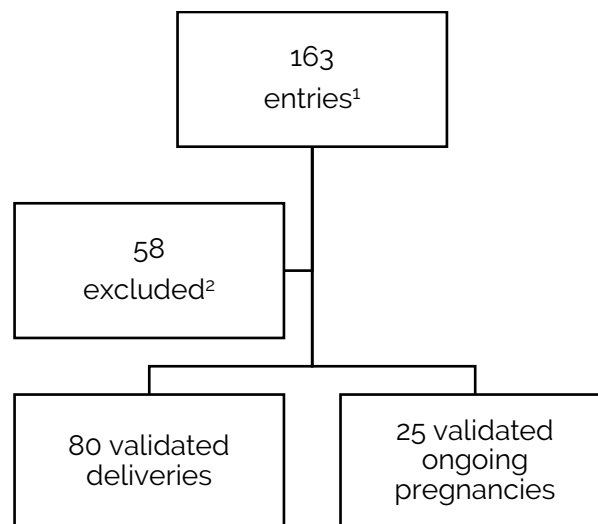 163
entries¹
58
excluded²
80 validated
deliveries
25 validated
ongoing
pregnancies